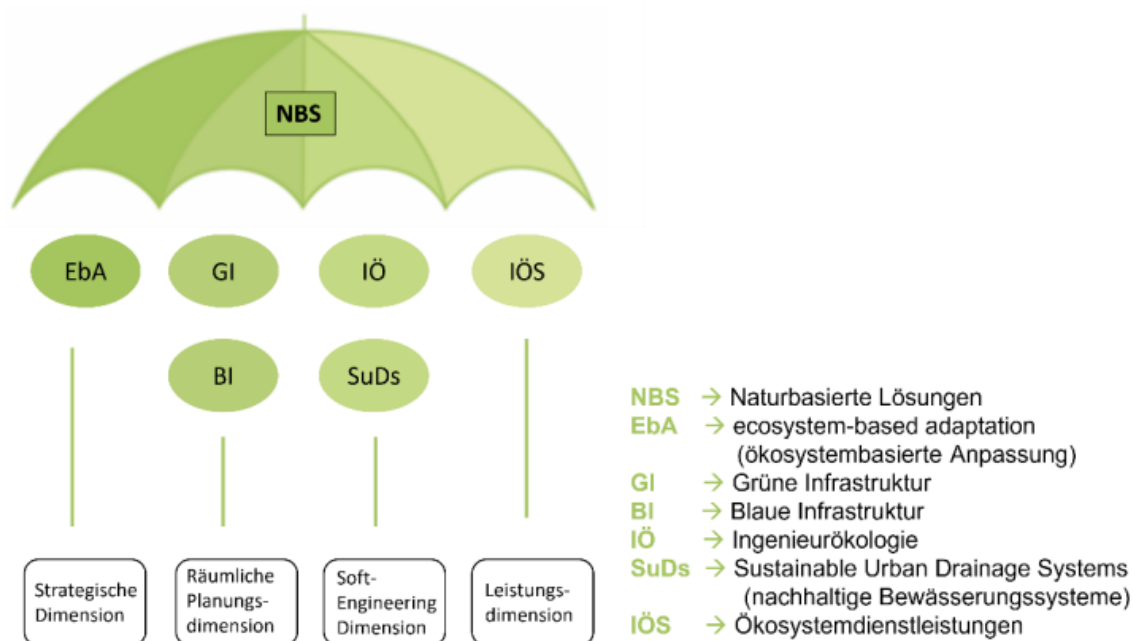 NBS
EbA
GI
IÖ
IÖS
BI
SuDs
Strategische
Dimension
Räumliche
Planungs-
dimension
Soft-
Engineering
Dimension
Leistungs-
dimension
NBS → Naturbasierte Lösungen
EbA → ecosystem-based adaptation
(ökosystembasierte Anpassung)
GI → Grüne Infrastruktur
BI → Blaue Infrastruktur
IÖ → Ingenieurökologie
SuDs → Sustainable Urban Drainage Systems
(nachhaltige Bewässerungssysteme)
IÖS → Ökosystemdienstleistungen